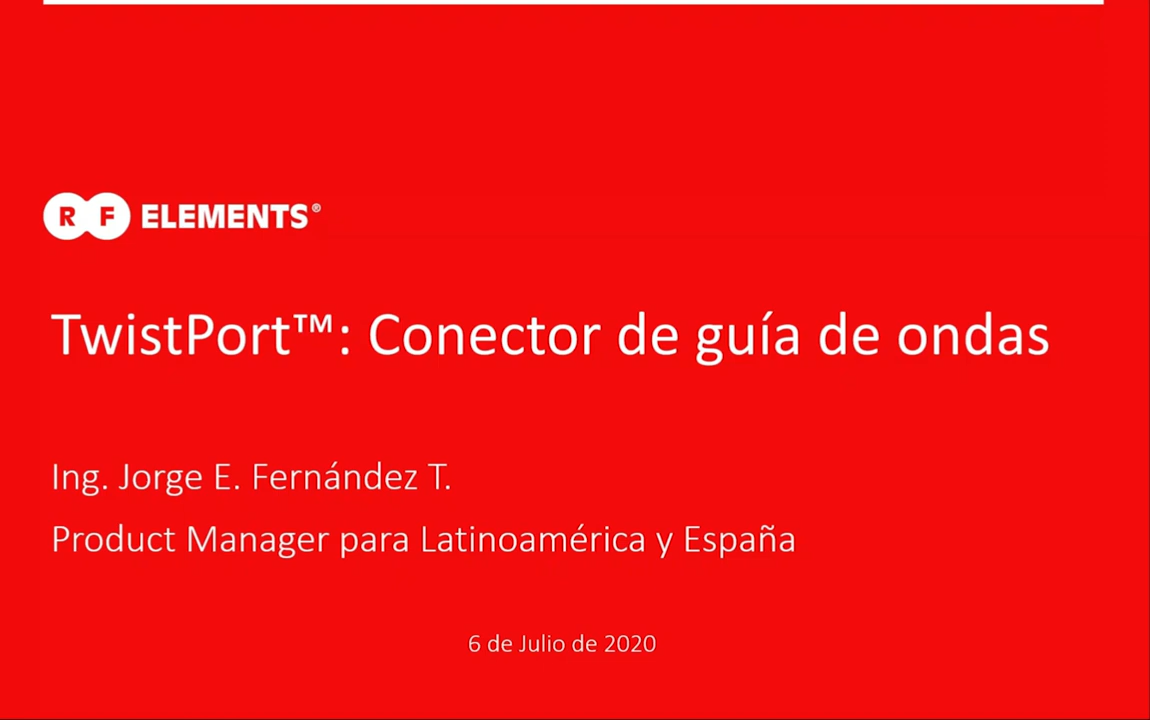 RF ELEMENTS®
TwistPort™: Conector de guía de ondas
Ing. Jorge E. Fernández T.
Product Manager para Latinoamérica y España
6 de Julio de 2020